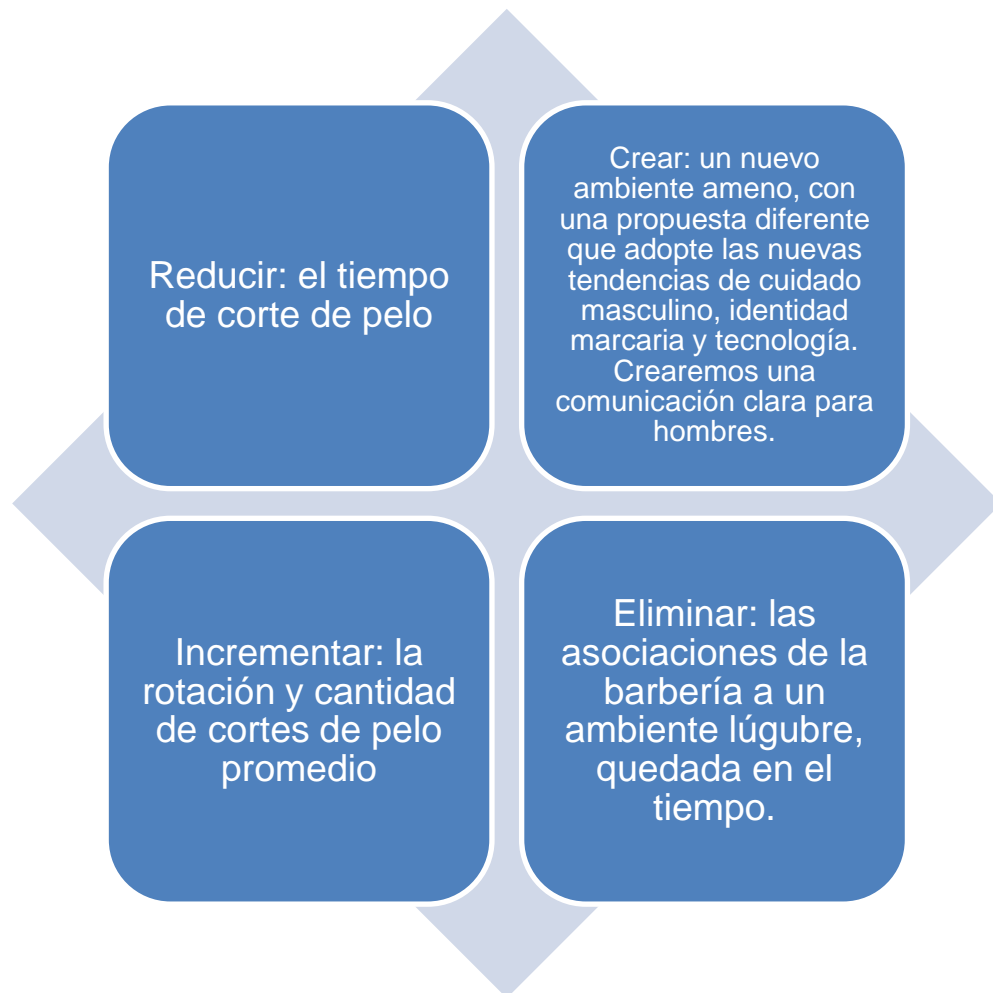 Reducir: el tiempo
de corte de pelo
Crear: un nuevo
ambiente ameno, con
una propuesta diferente
que adopte las nuevas
tendencias de cuidado
masculino, identidad
marcaria y tecnología.
Crearemos una
comunicación clara para
hombres.
Incrementar: la
rotación y cantidad
de cortes de pelo
promedio
Eliminar: las
asociaciones de la
barbería a un
ambiente lúgubre,
quedada en el
tiempo.